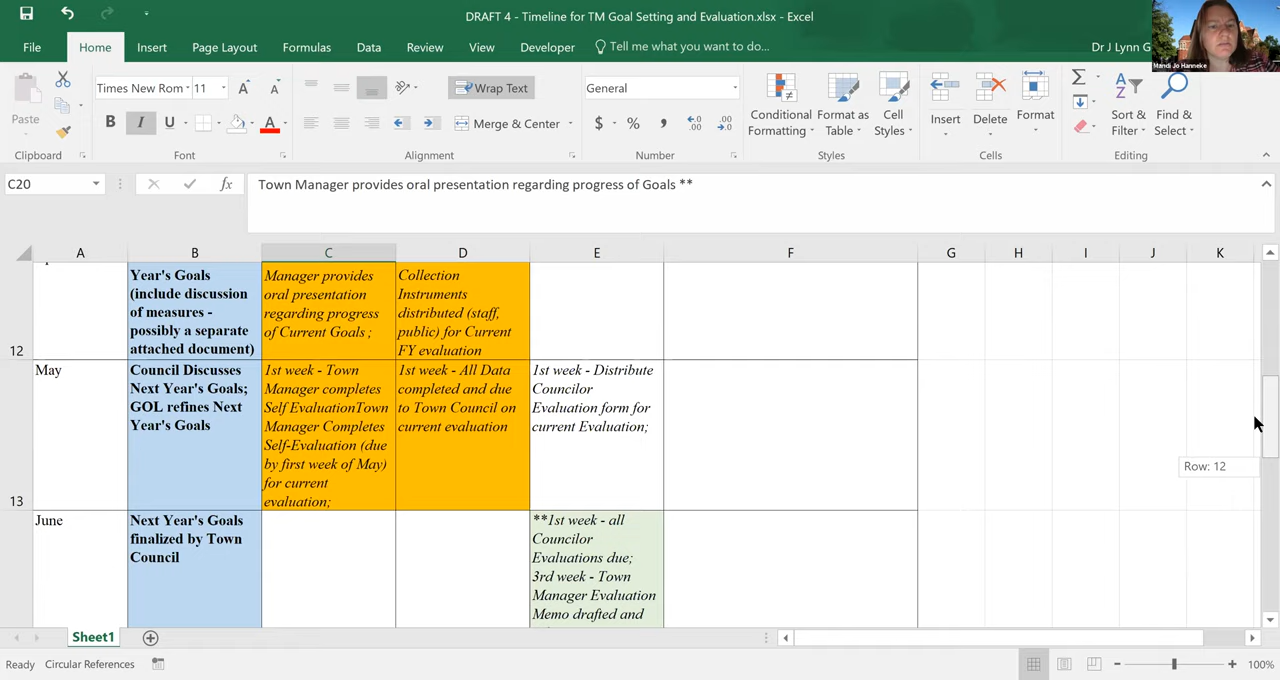 DRAFT 4 - Timeline for TM Goal Setting and Evaluation.xlsx - Excel
Dr J Lynn G
Mandi Jo Hanneke
File
Home
Insert
Page Layout
Formulas
Data
Review
View
Developer
Tell me what you want to do...
Paste
Clipboard
Times New Rom
11
A
A
B
I
U
A
Font
Wrap Text
Merge & Center
Alignment
General
$
%
,
Number
Conditional
Formatting
Format as
Table
Cell
Styles
Styles
Insert
Delete
Format
Cells
Σ
Sort &
Filter
Find &
Select
Editing
C20
fx
Town Manager provides oral presentation regarding progress of Goals **
A
B
C
D
E
F
G
H
I
J
K
12
Year's Goals
(include discussion
of measures -
possibly a separate
attached document)
Manager provides
oral presentation
regarding progress
of Current Goals ;
Collection
Instruments
distributed (staff,
public) for Current
FY evaluation
13
May
Council Discusses
Next Year's Goals;
GOL refines Next
Year's Goals
1st week - Town
Manager completes
Self EvaluationTown
Manager Completes
Self-Evaluation (due
by first week of May)
for current
evaluation;
1st week - All Data
completed and due
to Town Council on
current evaluation
1st week - Distribute
Councilor
Evaluation form for
current Evaluation;
Row: 12
June
Next Year's Goals
finalized by Town
Council
**1st week - all
Councilor
Evaluations due;
3rd week - Town
Manager Evaluation
Memo drafted and
Sheet1
Ready
Circular References
100%